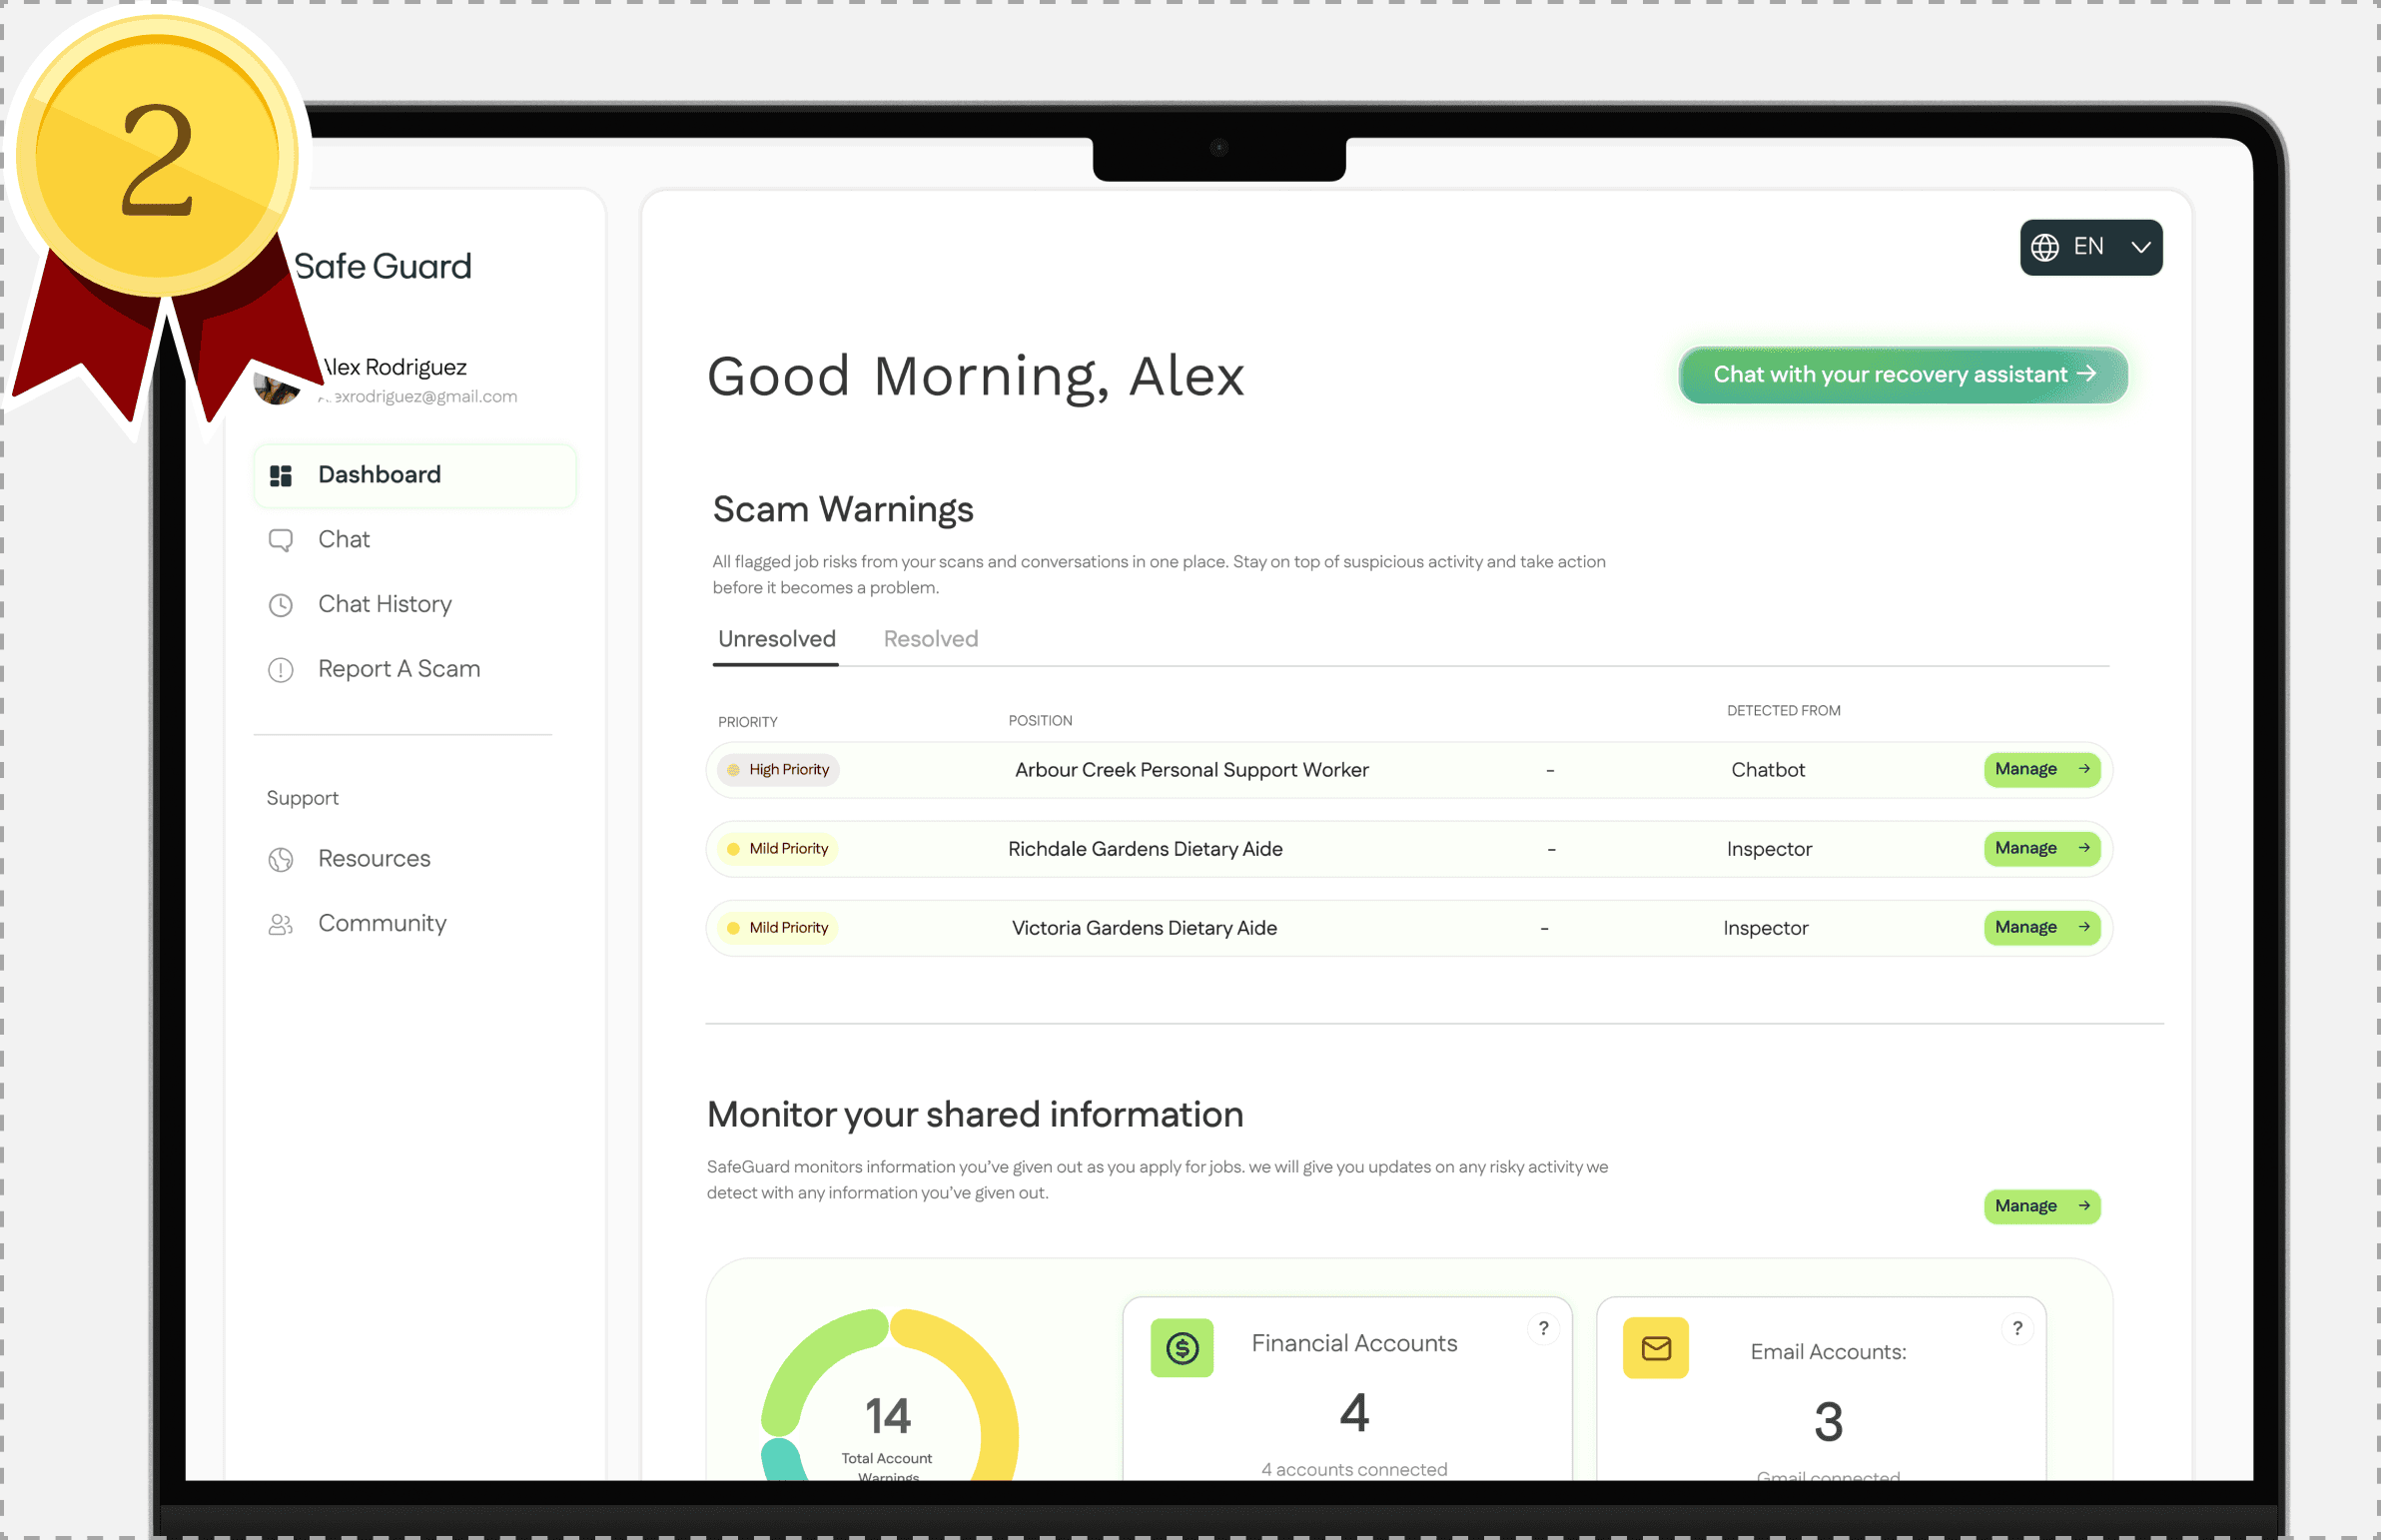 2
Safe Guard
Alex Rodriguez
Alexrodriguez@gmail.com
Dashboard
Chat
Chat History
Report A Scam
Support
Resources
Community
EN
Good Morning, Alex
Chat with your recovery assistant →
Scam Warnings
All flagged job risks from your scans and conversations in one place. Stay on top of suspicious activity and take action
before it becomes a problem.
Unresolved Resolved
PRIORITY POSITION DETECTED FROM
High Priority Arbour Creek Personal Support Worker - Chatbot Manage →
Mild Priority Richdale Gardens Dietary Aide - Inspector Manage →
Mild Priority Victoria Gardens Dietary Aide - Inspector Manage →
Monitor your shared information
SafeGuard monitors information you've given out as you apply for jobs. we will give you updates on any risky activity we
detect with any information you've given out.
Manage →
14
Total Account
Warnings
Financial Accounts ?
4
4 accounts connected
Email Accounts: ?
3
Gmail connected